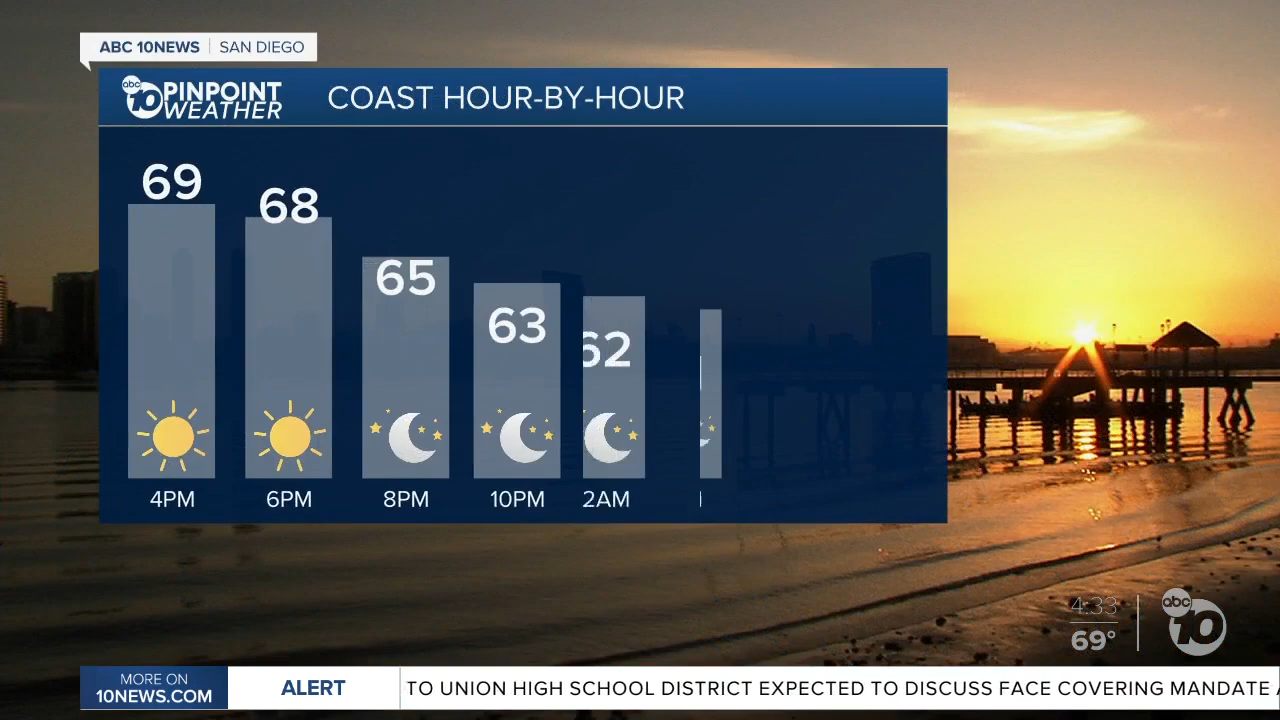 ABC 10NEWS | SAN DIEGO
abc 10 PINPOINT WEATHER
COAST HOUR-BY-HOUR
69
68
65
63
62
4PM
6PM
8PM
10PM
2AM
4:33
69°
abc 10
MORE ON
10NEWS.COM
ALERT
TO UNION HIGH SCHOOL DISTRICT EXPECTED TO DISCUSS FACE COVERING MANDATE